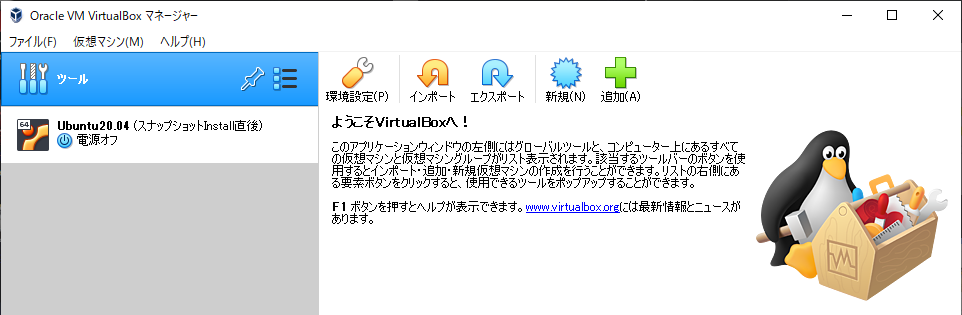 Oracle VM VirtualBox マネージャー
ファイル(F) 仮想マシン(M) ヘルプ(H)
ツール
64
Ubuntu20.04 (スナップショットInstall直後)
電源オフ
環境設定(P) インポート エクスポート 新規(N) 追加(A)
ようこそVirtualBoxへ！
このアプリケーションウィンドウの左側にはグローバルツールと、コンピューター上にあるすべて
の仮想マシンと仮想マシングループがリスト表示されます。該当するツールバーのボタンを使
用するとインポート・追加・新規仮想マシンの作成を行うことができます。リストの右側にあ
る要素ボタンをクリックすると、使用できるツールをポップアップすることができます。
F1 ボタンを押すとヘルプが表示できます。www.virtualbox.orgには最新情報とニュースが
あります。